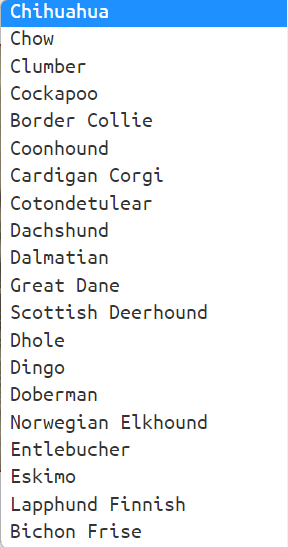 Chihuahua
Chow
Clumber
Cockapoo
Border Collie
Coonhound
Cardigan Corgi
Cotondetulear
Dachshund
Dalmatian
Great Dane
Scottish Deerhound
Dhole
Dingo
Doberman
Norwegian Elkhound
Entlebucher
Eskimo
Lapphund Finnish
Bichon Frise